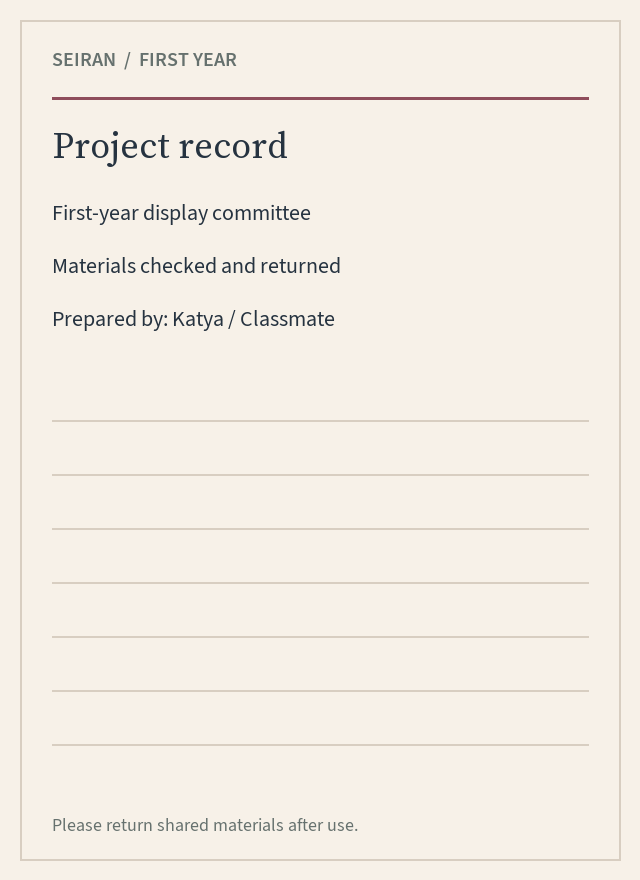 SEIRAN / FIRST YEAR
Project record
First-year display committee
Materials checked and returned
Prepared by: Katya / Classmate
Please return shared materials after use.